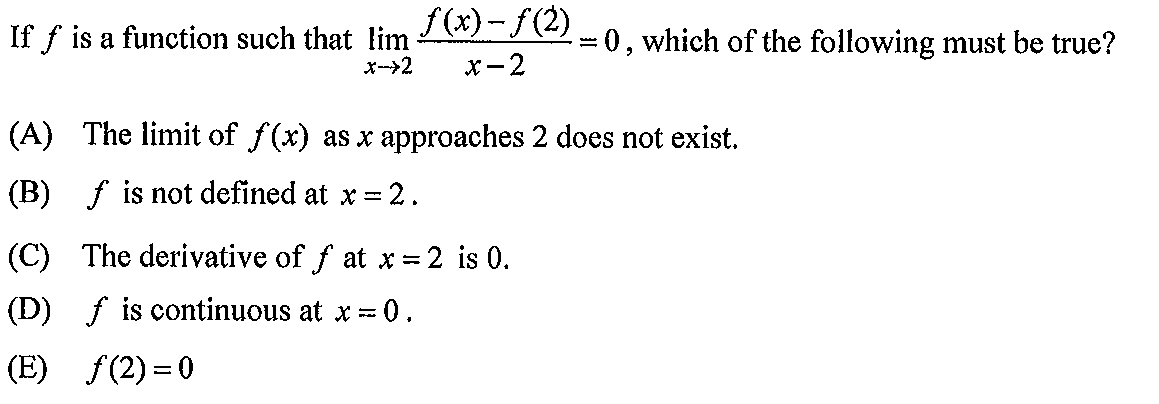 If f is a function such that lim_{x→2} \frac{f(x) - f(2)}{x - 2} = 0, which of the following must be true?
(A) The limit of f(x) as x approaches 2 does not exist.
(B) f is not defined at x = 2.
(C) The derivative of f at x = 2 is 0.
(D) f is continuous at x = 0.
(E) f(2) = 0